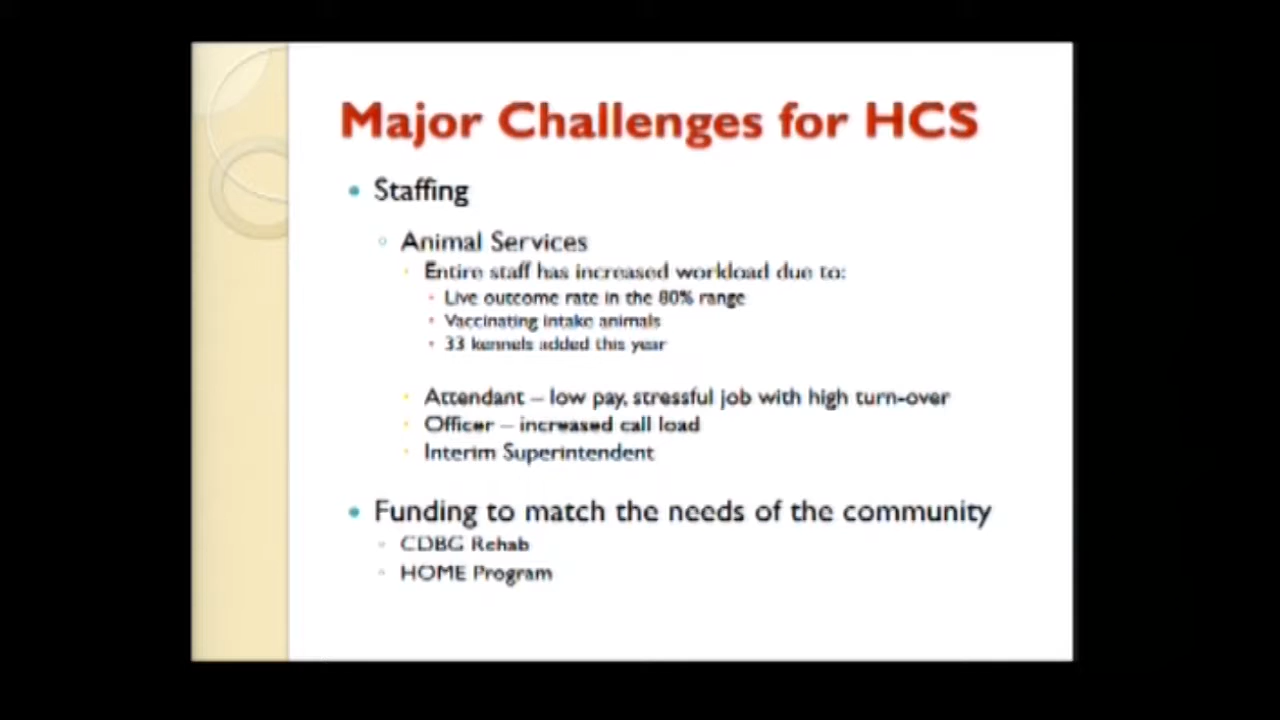 Major Challenges for HCS
Staffing
Animal Services
Entire staff has increased workload due to:
Live outcome rate in the 80% range
Vaccinating intake animals
33 kennels added this year
Attendant – low pay, stressful job with high turn-over
Officer – increased call load
Interim Superintendent
Funding to match the needs of the community
CDBG Rehab
HOME Program